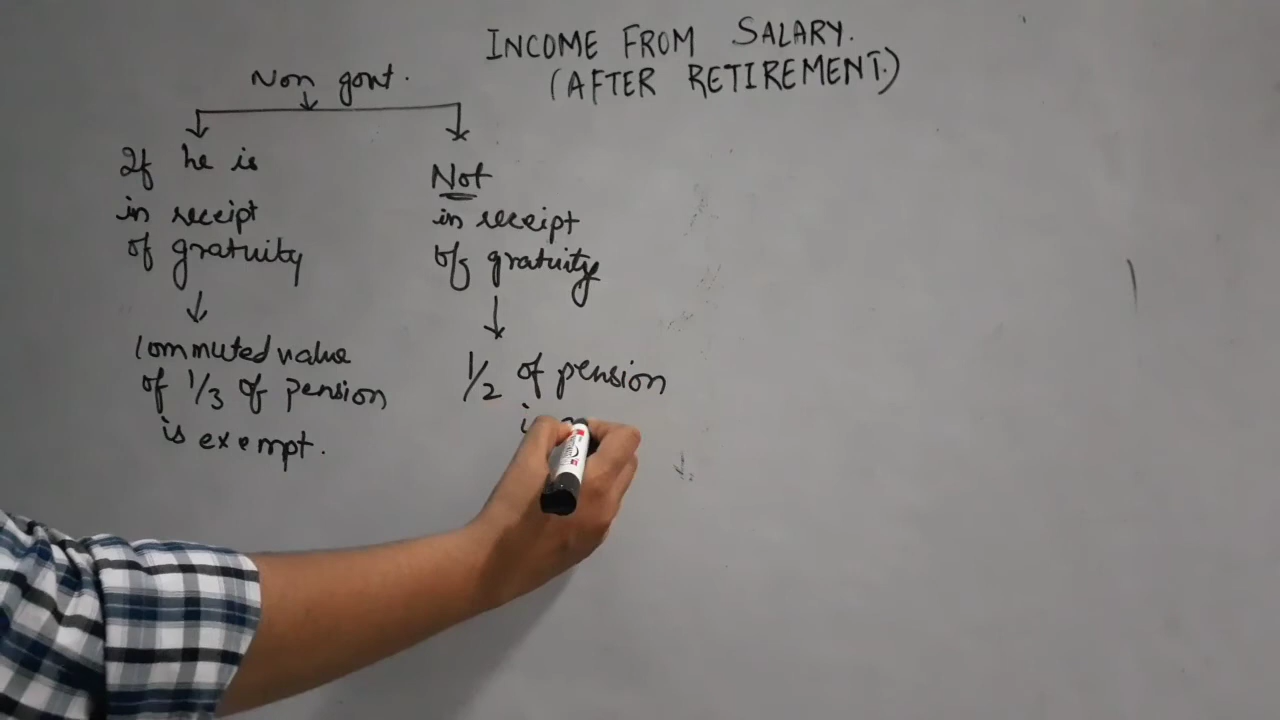 INCOME FROM SALARY.
(AFTER RETIREMENT.)
Non govt.
If he is
in receipt
of gratuity
Commuted value
of 1/3 of pension
is exempt.
Not
in receipt
of gratuity
1/2 of pension